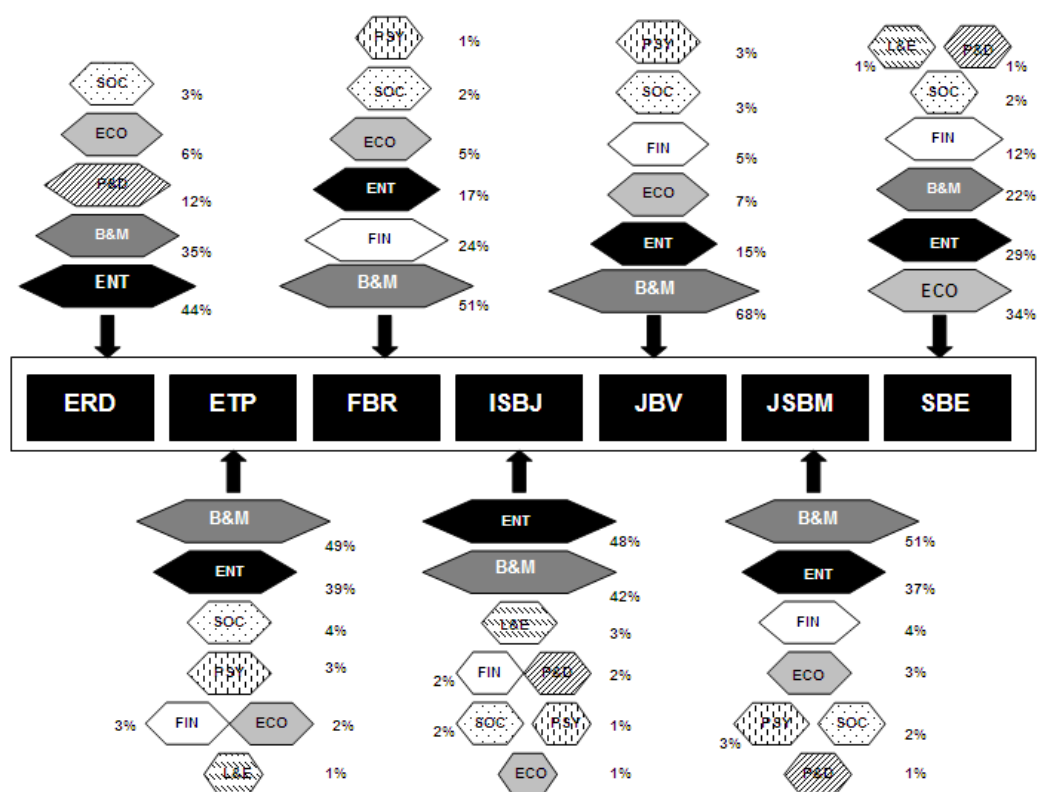 SOC
3%
ECO
6%
P&D
12%
B&M
35%
ENT
44%
PSY
1%
SOC
2%
ECO
5%
ENT
17%
FIN
24%
B&M
51%
PSY
3%
SOC
3%
FIN
5%
ECO
7%
ENT
15%
B&M
68%
L&E
P&D
1%
1%
SOC
2%
FIN
12%
B&M
22%
ENT
29%
ECO
34%
ERD
ETP
FBR
ISBJ
JBV
JSBM
SBE
B&M
49%
ENT
39%
SOC
4%
PSY
3%
3%
FIN
ECO
2%
L&E
1%
ENT
48%
B&M
42%
L&E
3%
2%
FIN
P&D
2%
2%
SOC
PSY
1%
ECO
1%
B&M
51%
ENT
37%
FIN
4%
ECO
3%
3%
PSY
SOC
2%
P&D
1%